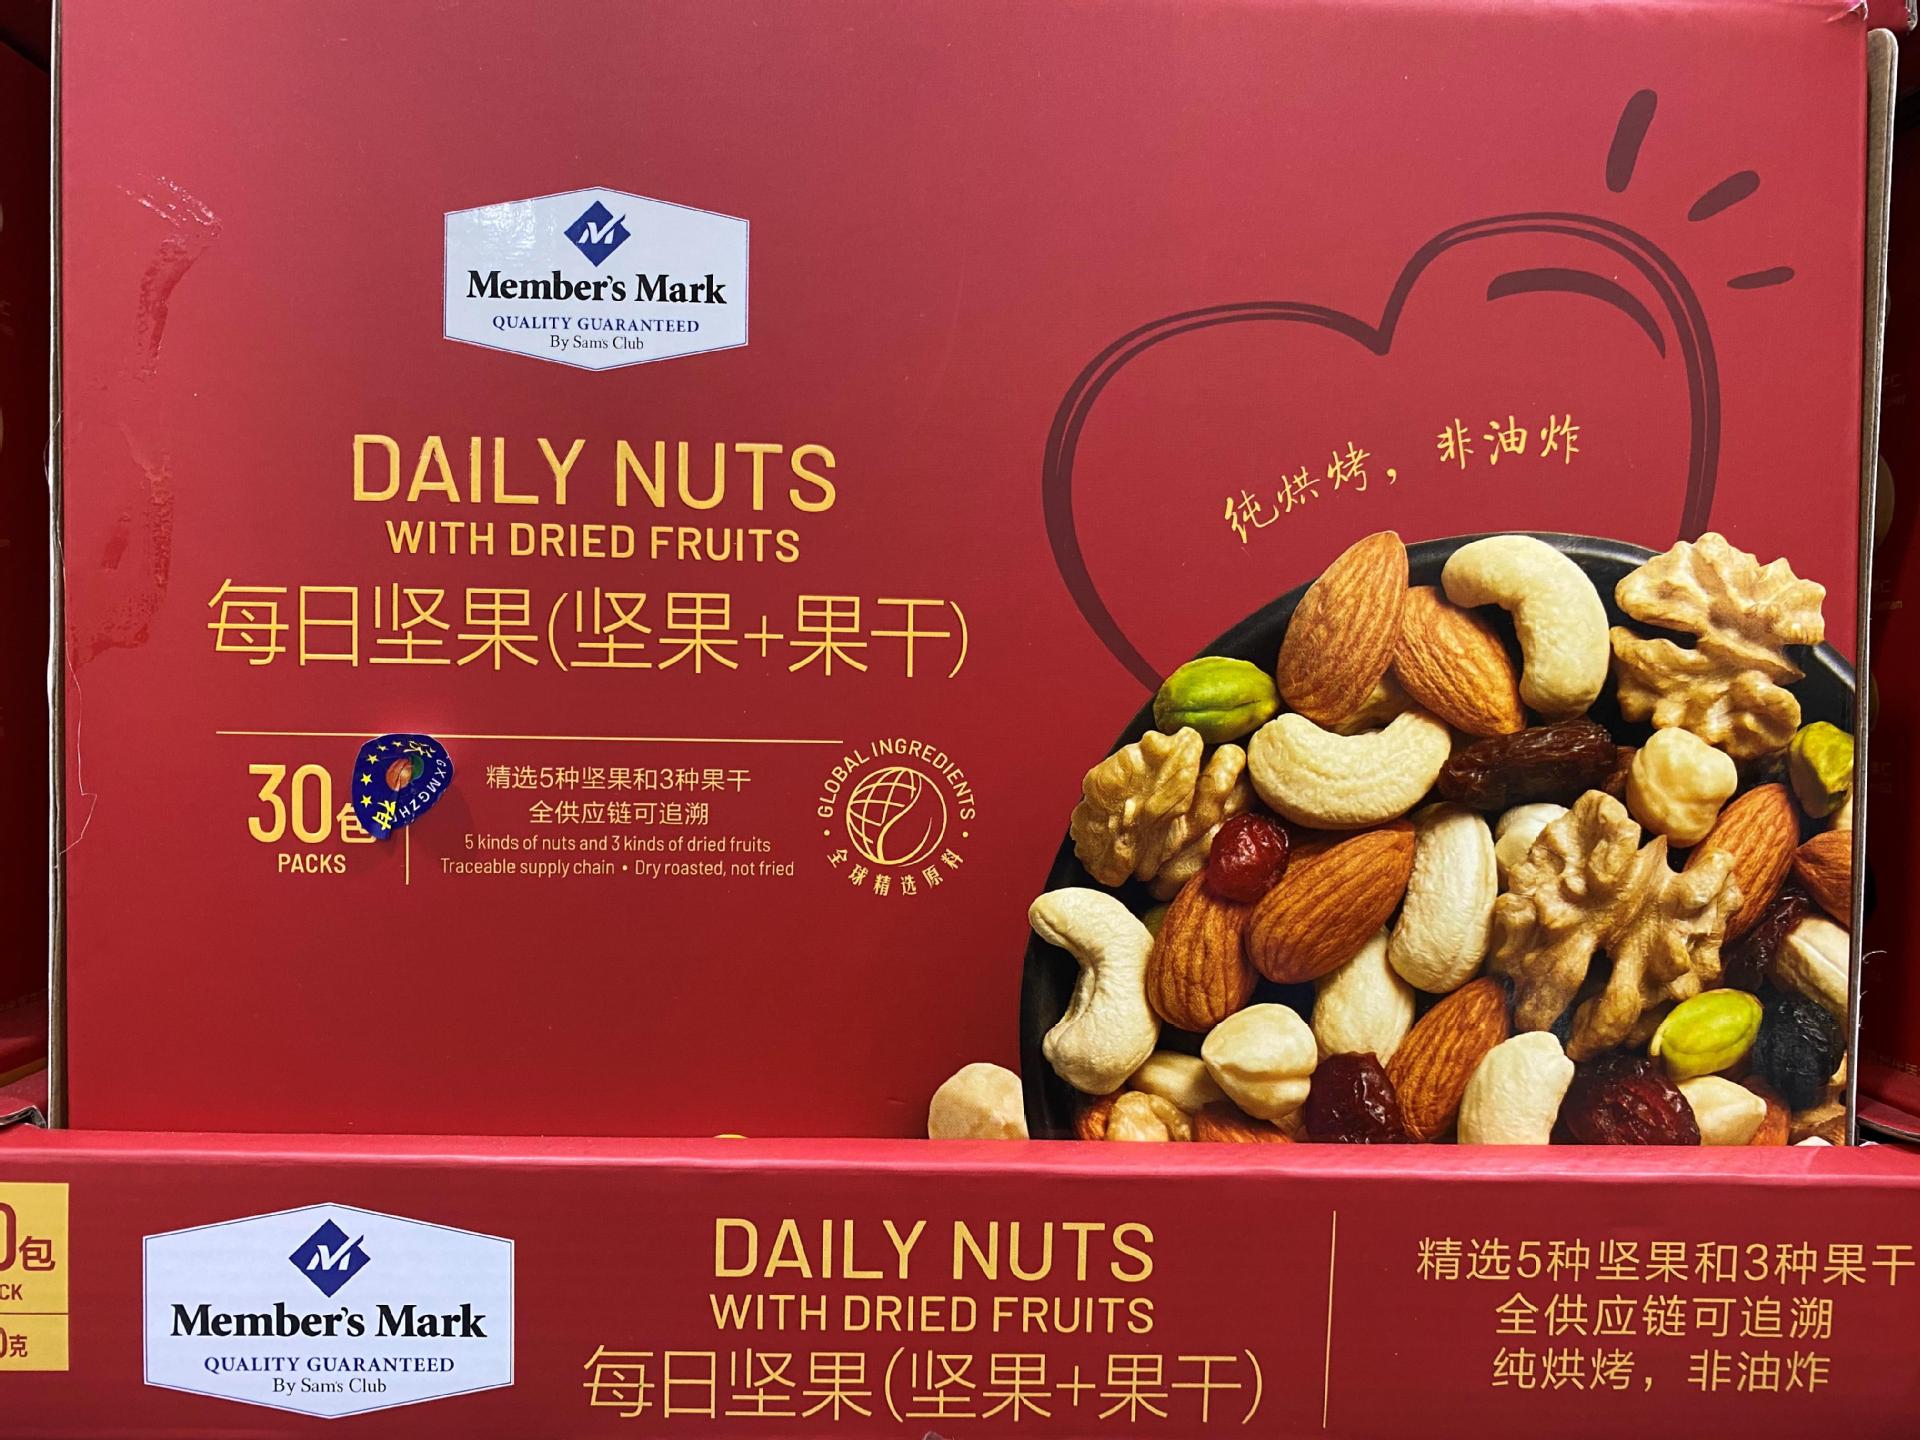 Member's Mark
QUALITY GUARANTEED
By Sam's Club
DAILY NUTS
WITH DRIED FRUITS
每日坚果(坚果+果干)
纯烘烤，非油炸
30包
PACKS
GXMGZH
柑
精选5种坚果和3种果干
全供应链可追溯
5 kinds of nuts and 3 kinds of dried fruits
Traceable supply chain • Dry roasted, not fried
GLOBAL INGREDIENTS
全球精选原料
包
克
Member's Mark
QUALITY GUARANTEED
By Sam's Club
DAILY NUTS
WITH DRIED FRUITS
每日坚果(坚果+果干)
精选5种坚果和3种果干
全供应链可追溯
纯烘烤，非油炸